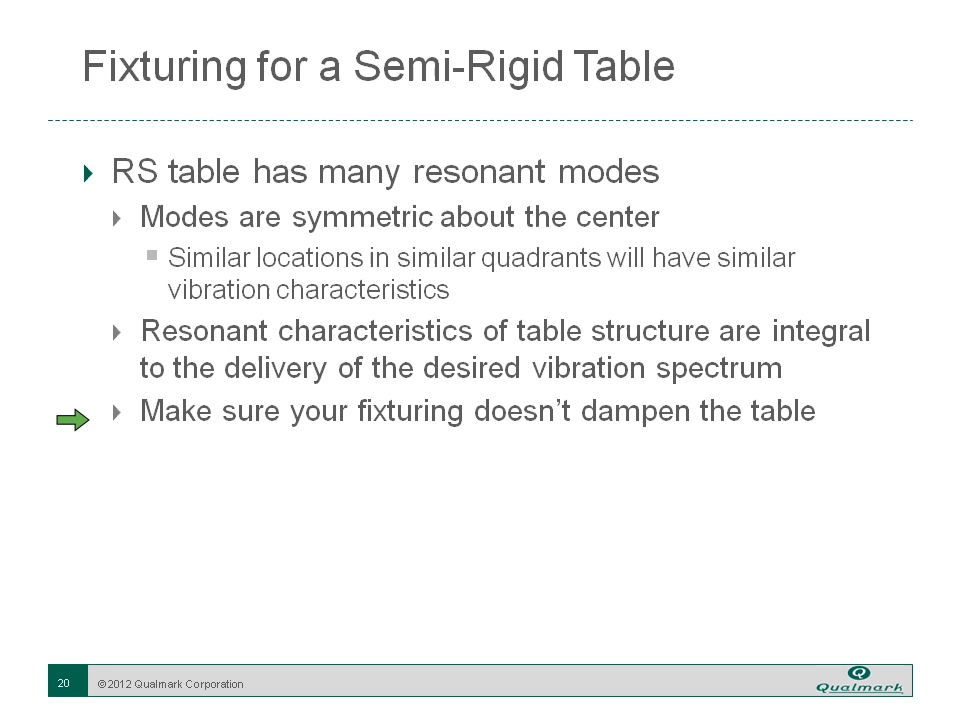 Fixturing for a Semi-Rigid Table
RS table has many resonant modes
Modes are symmetric about the center
Similar locations in similar quadrants will have similar
vibration characteristics
Resonant characteristics of table structure are integral
to the delivery of the desired vibration spectrum
Make sure your fixturing doesn’t dampen the table
20
© 2012 Qualmark Corporation
Qualmark